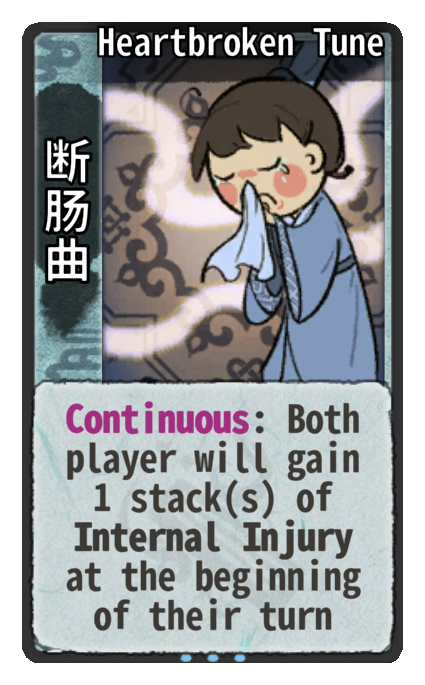 Heartbroken Tune
断肠曲
Continuous: Both
player will gain
1 stack(s) of
Internal Injury
at the beginning
of their turn